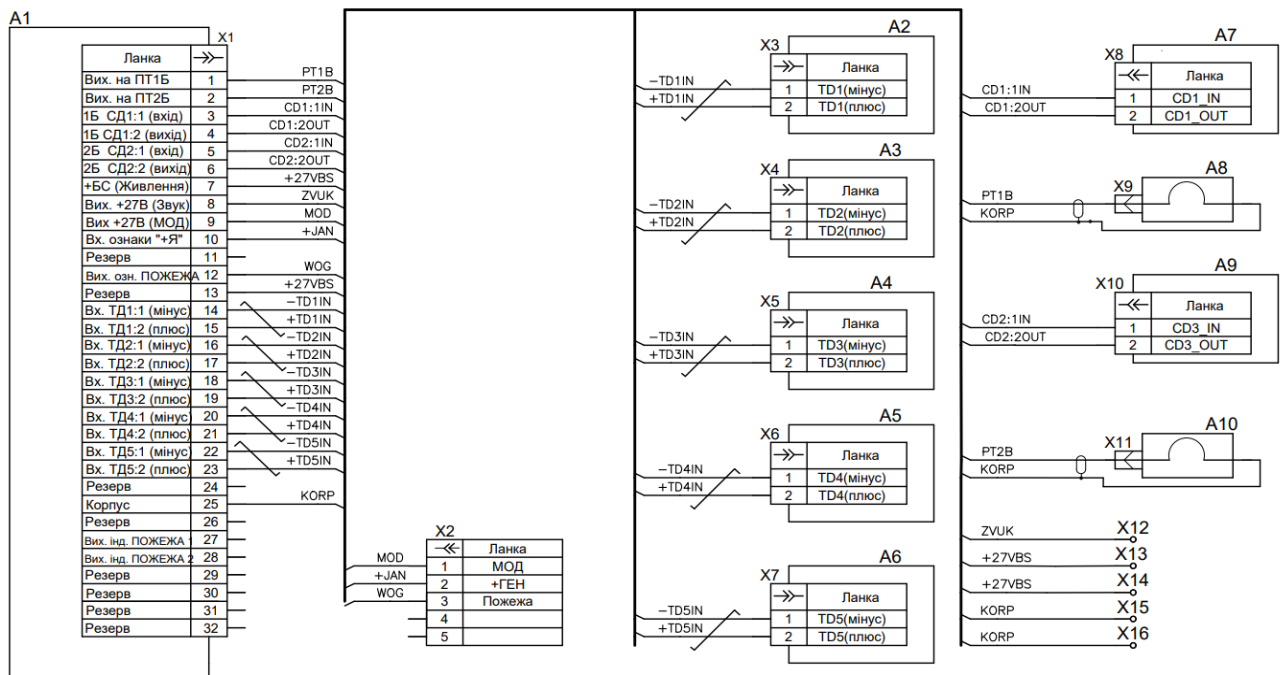 A1
X1
Ланка
Вих. на ПТ1Б 1 PT1B
Вих. на ПТ2Б 2 PT2B
1Б СД1:1 (вхід) 3 CD1:1IN
1Б СД1:2 (вихід) 4 CD1:2OUT
2Б СД2:1 (вхід) 5 CD2:1IN
2Б СД2:2 (вихід) 6 CD2:2OUT
+БС (Живлення) 7 +27VBS
Вих. +27В (Звук) 8 ZVUK
Вих +27В (МОД) 9 MOD
Вх. ознаки "+Я" 10 +JAN
Резерв 11
Вих. озн. ПОЖЕЖА 12 WOG
Резерв 13 +27VBS
Вх. ТД1:1 (мінус) 14 −TD1IN
Вх. ТД1:2 (плюс) 15 +TD1IN
Вх. ТД2:1 (мінус) 16 −TD2IN
Вх. ТД2:2 (плюс) 17 +TD2IN
Вх. ТД3:1 (мінус) 18 −TD3IN
Вх. ТД3:2 (плюс) 19 +TD3IN
Вх. ТД4:1 (мінус) 20 −TD4IN
Вх. ТД4:2 (плюс) 21 +TD4IN
Вх. ТД5:1 (мінус) 22 −TD5IN
Вх. ТД5:2 (плюс) 23 +TD5IN
Резерв 24
Корпус 25 KORP
Резерв 26
Вих. інд. ПОЖЕЖА 1 27
Вих. інд. ПОЖЕЖА 2 28
Резерв 29
Резерв 30
Резерв 31
Резерв 32
X2
Ланка
MOD 1 МОД
+JAN 2 +ГЕН
WOG 3 Пожежа
4
5
A2
X3
Ланка
−TD1IN 1 TD1(мінус)
+TD1IN 2 TD1(плюс)
A3
X4
Ланка
−TD2IN 1 TD2(мінус)
+TD2IN 2 TD2(плюс)
A4
X5
Ланка
−TD3IN 1 TD3(мінус)
+TD3IN 2 TD3(плюс)
A5
X6
Ланка
−TD4IN 1 TD4(мінус)
+TD4IN 2 TD4(плюс)
A6
X7
Ланка
−TD5IN 1 TD5(мінус)
+TD5IN 2 TD5(плюс)
A7
X8
Ланка
CD1:1IN 1 CD1_IN
CD1:2OUT 2 CD1_OUT
A8
X9
PT1B
KORP
A9
X10
Ланка
CD2:1IN 1 CD3_IN
CD2:2OUT 2 CD3_OUT
A10
X11
PT2B
KORP
ZVUK X12
+27VBS X13
+27VBS X14
KORP X15
KORP X16